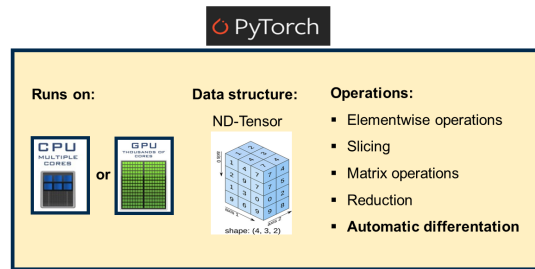 PyTorch
Runs on:
CPU
MULTIPLE
CORES
or
GPU
THOUSANDS OF
CORES
Data structure:
ND-Tensor
shape: (4, 3, 2)
Operations:
▪ Elementwise operations
▪ Slicing
▪ Matrix operations
▪ Reduction
▪ Automatic differentation